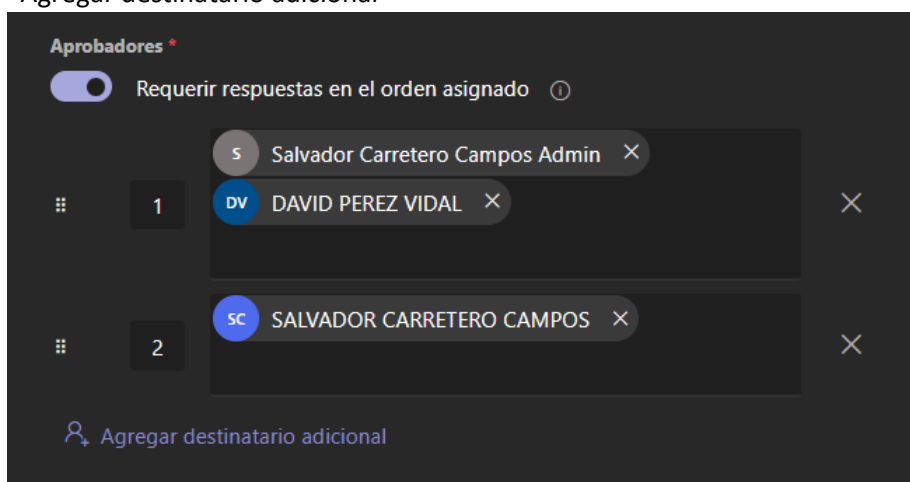 Agregar destinatario adicional
Aprobadores *
Requerir respuestas en el orden asignado
S Salvador Carretero Campos Admin
1
DV DAVID PEREZ VIDAL
SC SALVADOR CARRETERO CAMPOS
2
Agregar destinatario adicional